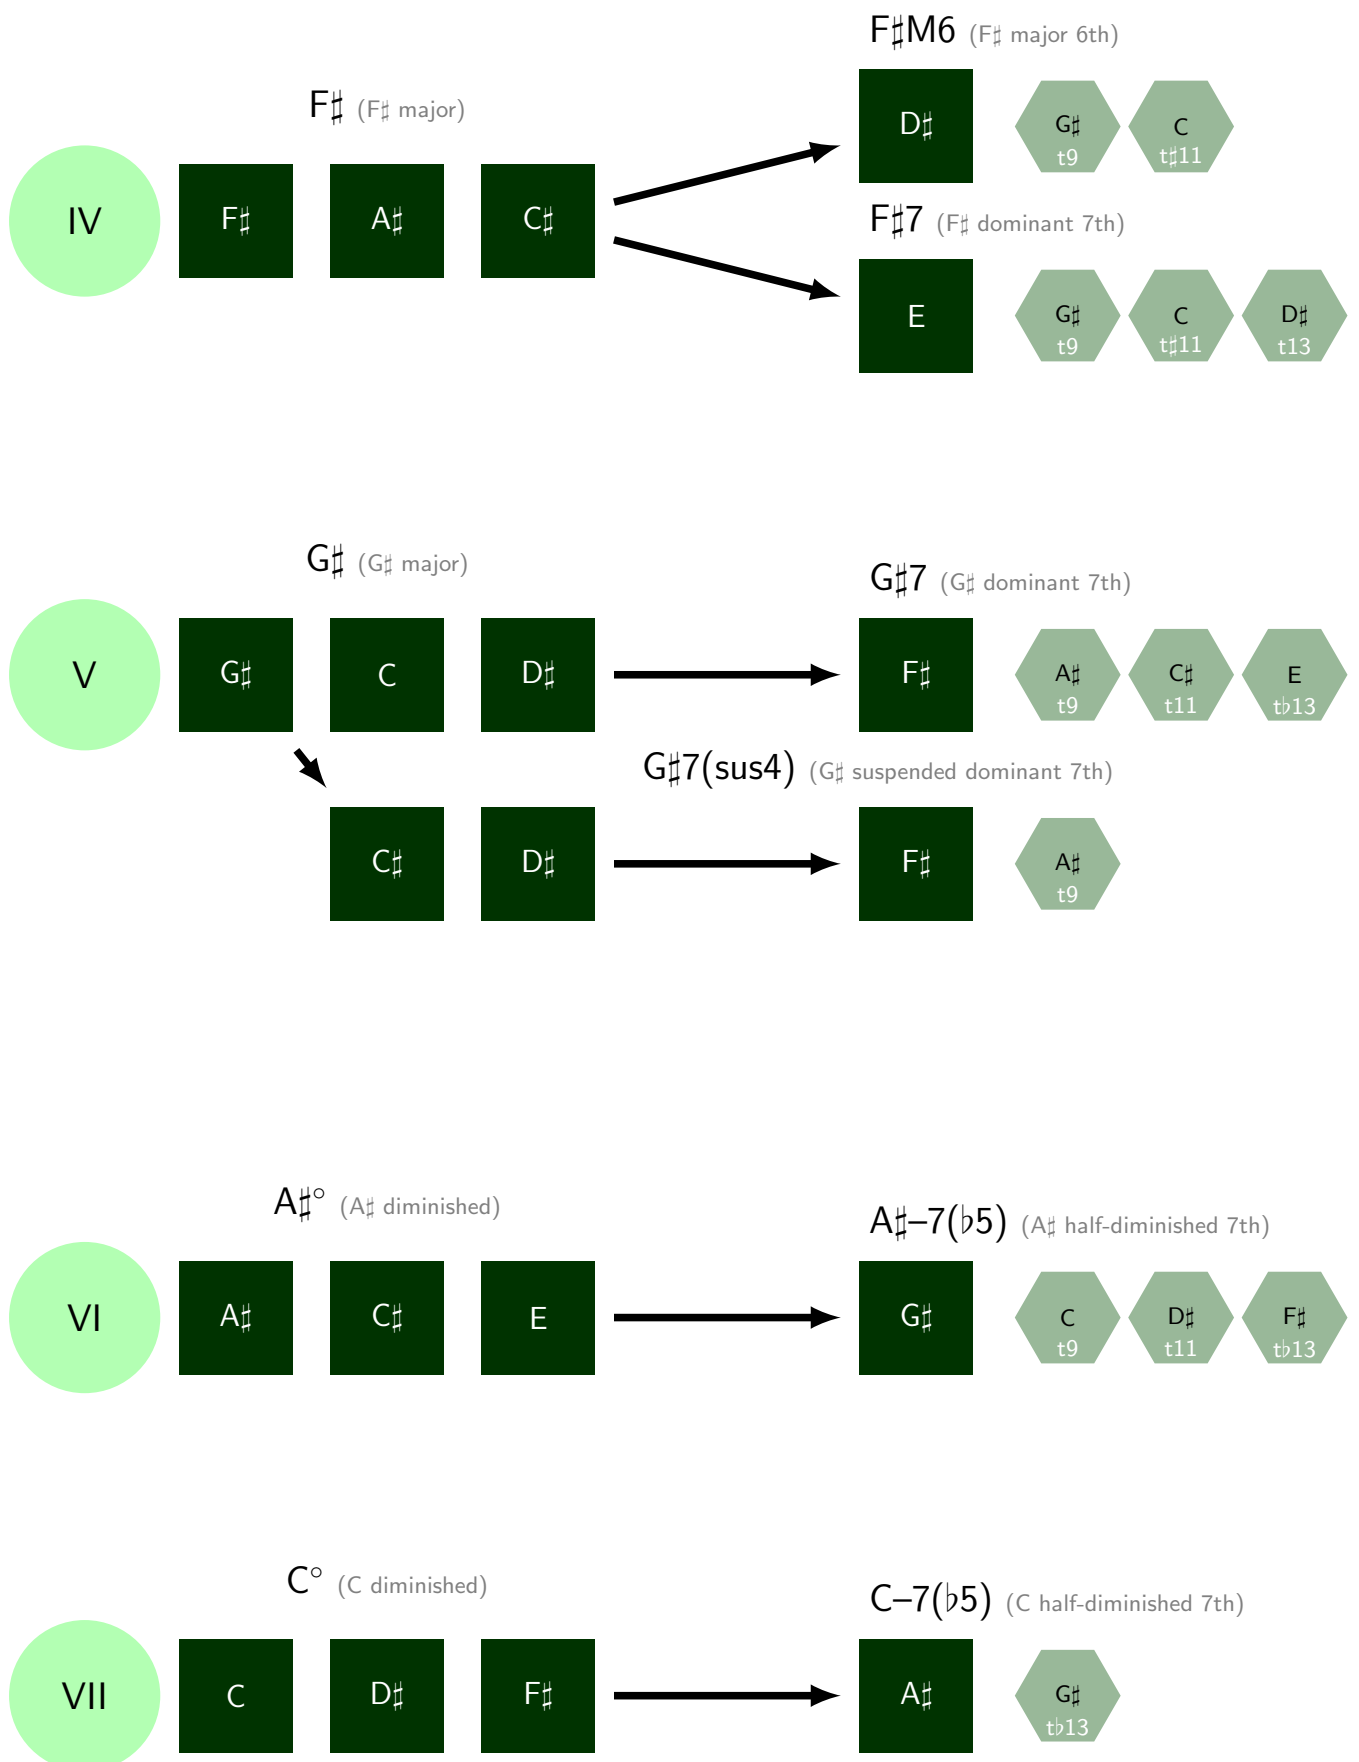 F♯M6 (F♯ major 6th)
F♯ (F♯ major)
D♯ G♯ t9 C t♯11
IV F♯ A♯ C♯
F♯7 (F♯ dominant 7th)
E G♯ t9 C t♯11 D♯ t13
G♯ (G♯ major)
G♯7 (G♯ dominant 7th)
V G♯ C D♯ F♯ A♯ t9 C♯ t11 E t♭13
G♯7(sus4) (G♯ suspended dominant 7th)
C♯ D♯ F♯ A♯ t9
A♯° (A♯ diminished)
A♯–7(♭5) (A♯ half-diminished 7th)
VI A♯ C♯ E G♯ C t9 D♯ t11 F♯ t♭13
C° (C diminished)
C–7(♭5) (C half-diminished 7th)
VII C D♯ F♯ A♯ G♯ t♭13